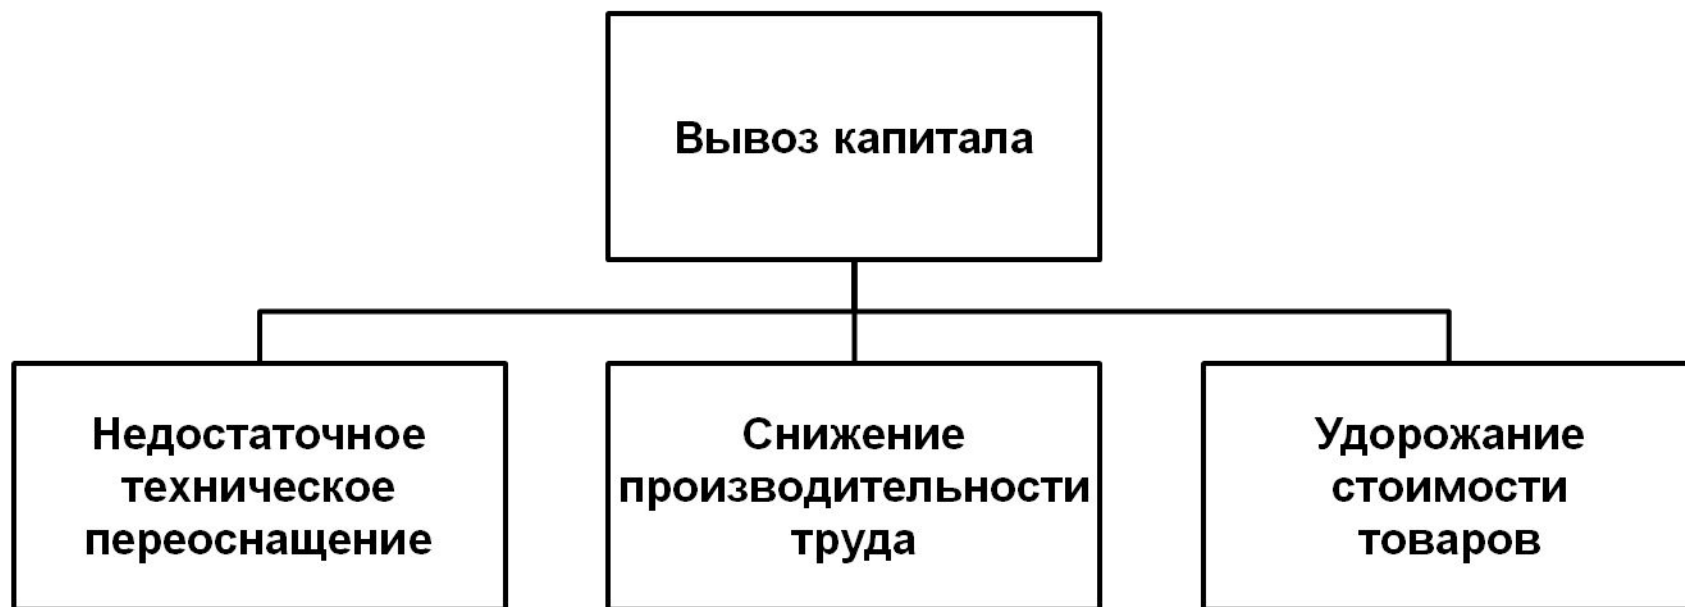 Вывоз капитала
Недостаточное
техническое
переоснащение
Снижение
производительности
труда
Удорожание
стоимости
товаров